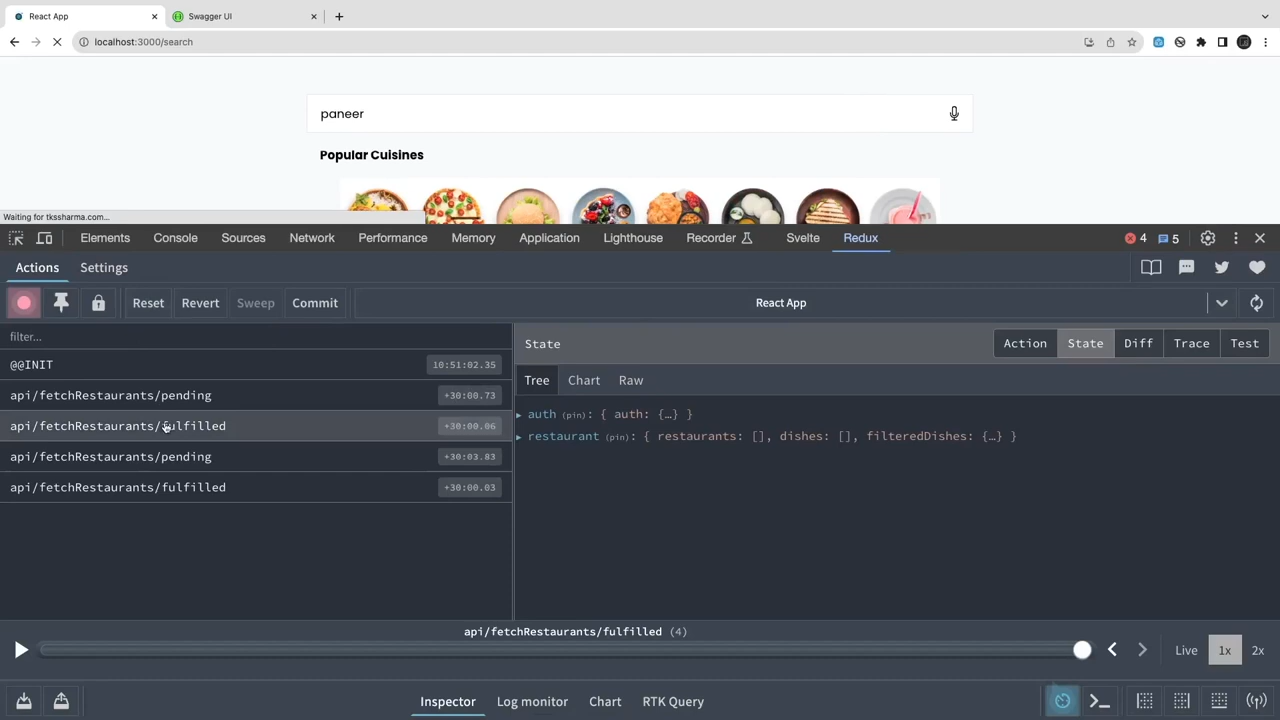 React App
Swagger UI
localhost:3000/search
paneer
Popular Cuisines
Waiting for tkssharma.com...
Elements Console Sources Network Performance Memory Application Lighthouse Recorder Svelte Redux 4 5
Actions Settings
Reset Revert Sweep Commit React App
filter...
@@INIT 10:51:02.35
api/fetchRestaurants/pending +30:00.73
api/fetchRestaurants/fulfilled +30:00.06
api/fetchRestaurants/pending +30:03.83
api/fetchRestaurants/fulfilled +30:00.03
State Action State Diff Trace Test
Tree Chart Raw
auth (pin): { auth: {…} }
restaurant (pin): { restaurants: [], dishes: [], filteredDishes: {…} }
api/fetchRestaurants/fulfilled (4)
Live 1x 2x
Inspector Log monitor Chart RTK Query